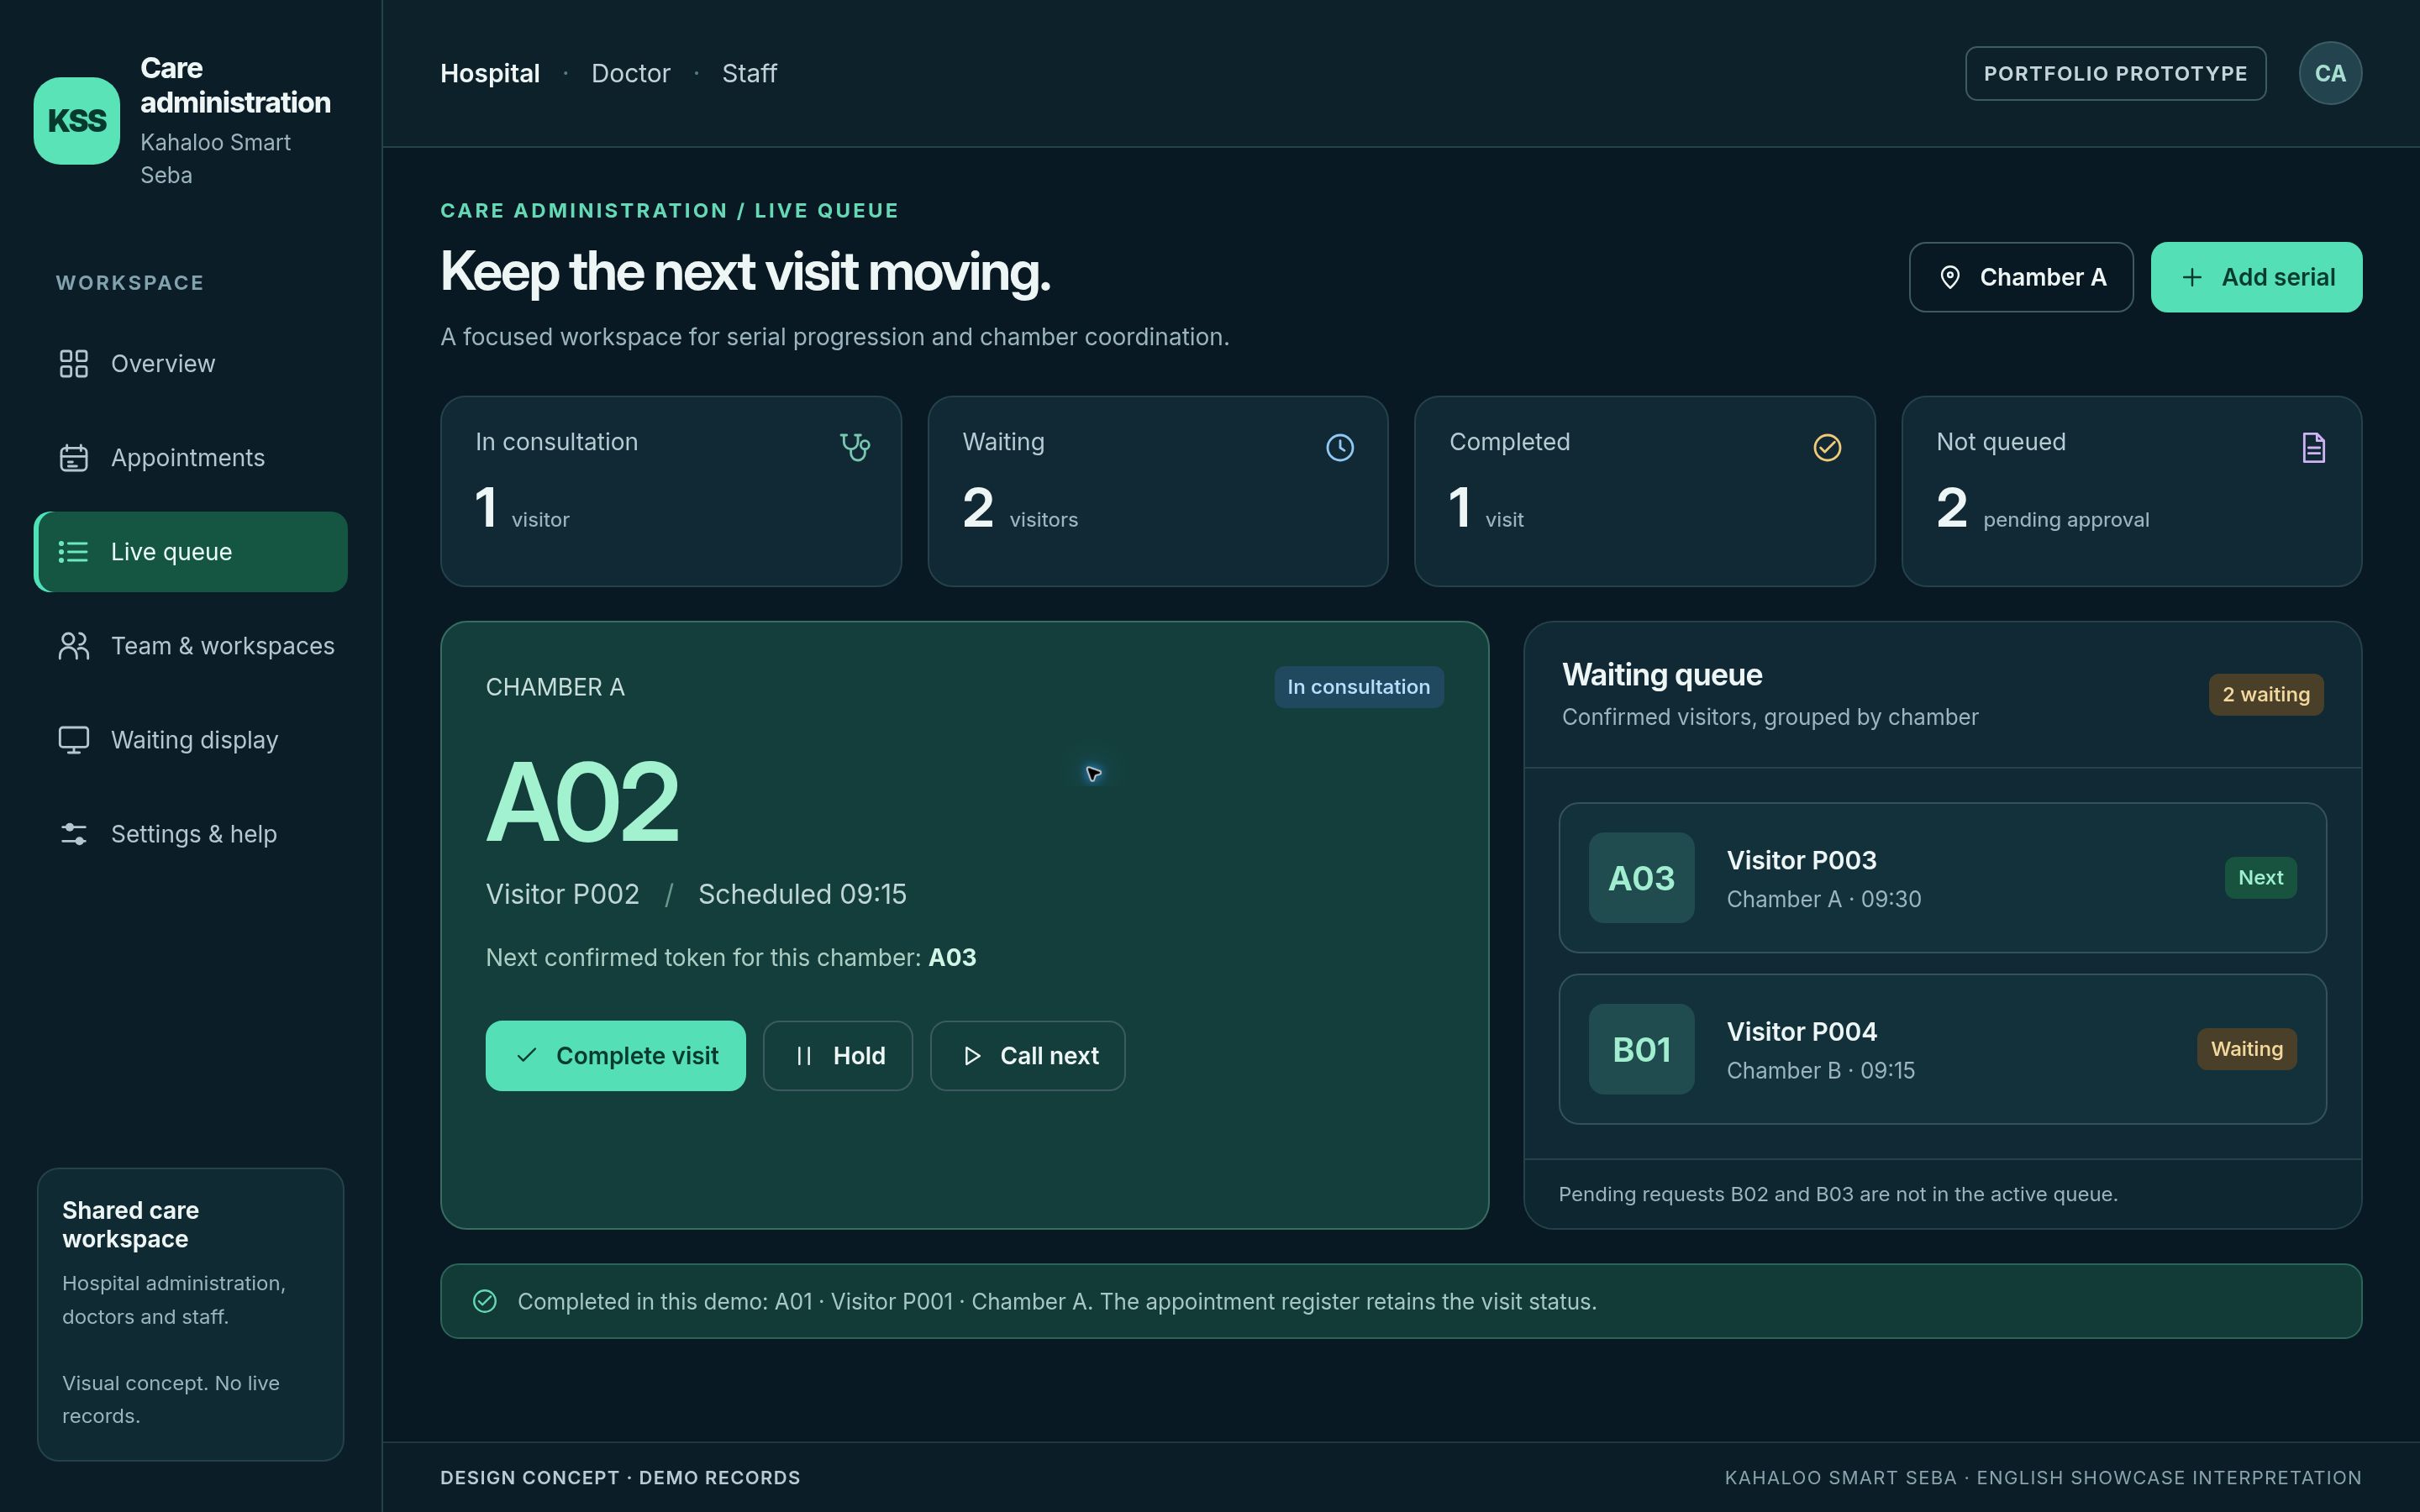 KSS
Care
administration
Kahaloo Smart
Seba
WORKSPACE
Overview
Appointments
Live queue
Team & workspaces
Waiting display
Settings & help
Shared care
workspace
Hospital administration,
doctors and staff.
Visual concept. No live
records.
Hospital · Doctor · Staff
PORTFOLIO PROTOTYPE
CA
CARE ADMINISTRATION / LIVE QUEUE
Keep the next visit moving.
A focused workspace for serial progression and chamber coordination.
Chamber A
Add serial
In consultation
1 visitor
Waiting
2 visitors
Completed
1 visit
Not queued
2 pending approval
CHAMBER A
In consultation
A02
Visitor P002 / Scheduled 09:15
Next confirmed token for this chamber: A03
Complete visit
Hold
Call next
Waiting queue
Confirmed visitors, grouped by chamber
2 waiting
A03
Visitor P003
Chamber A · 09:30
Next
B01
Visitor P004
Chamber B · 09:15
Waiting
Pending requests B02 and B03 are not in the active queue.
Completed in this demo: A01 · Visitor P001 · Chamber A. The appointment register retains the visit status.
DESIGN CONCEPT · DEMO RECORDS
KAHALOO SMART SEBA · ENGLISH SHOWCASE INTERPRETATION